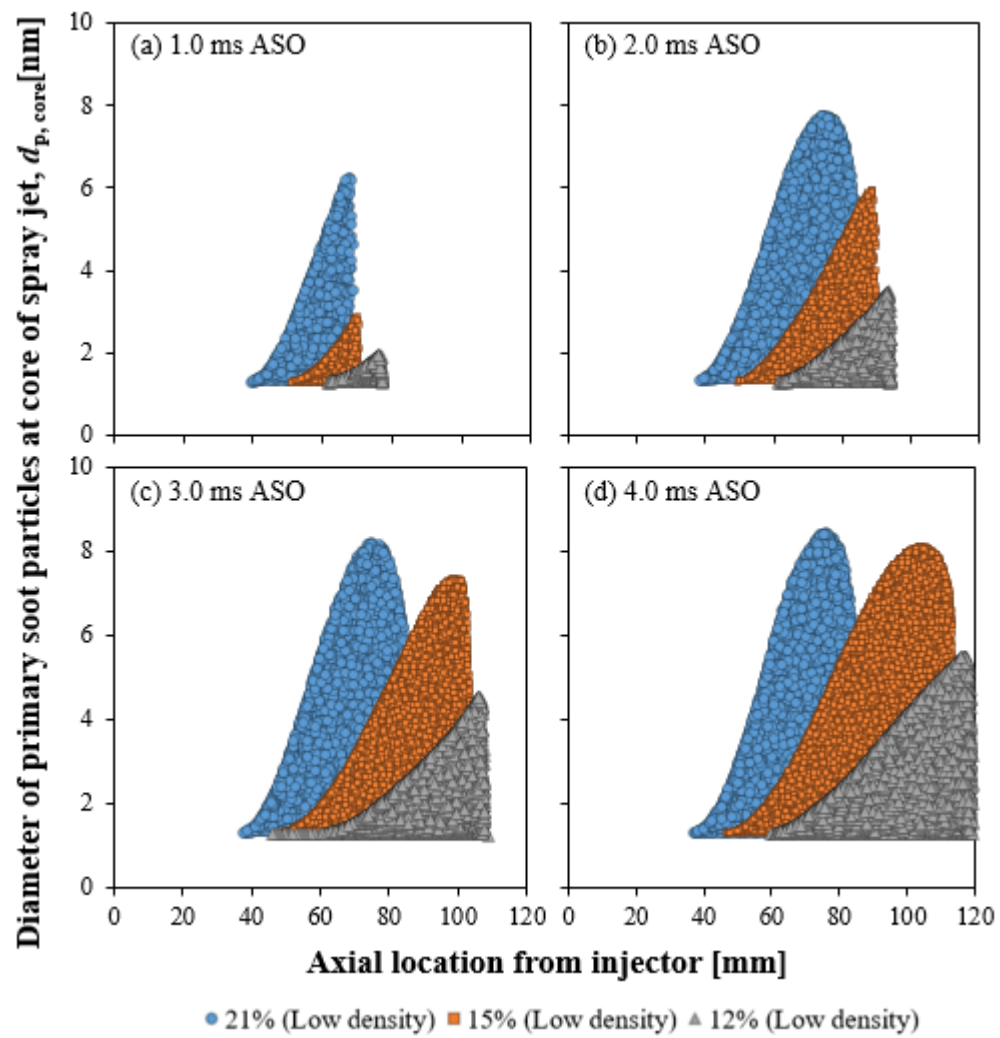 Diameter of primary soot particles at core of spray jet, dp, core[nm]
10
8
6
4
2
0
(a) 1.0 ms ASO
(b) 2.0 ms ASO
10
8
6
4
2
0
(c) 3.0 ms ASO
(d) 4.0 ms ASO
0 20 40 60 80 100 120
0 20 40 60 80 100 120
Axial location from injector [mm]
21% (Low density) 15% (Low density) 12% (Low density)